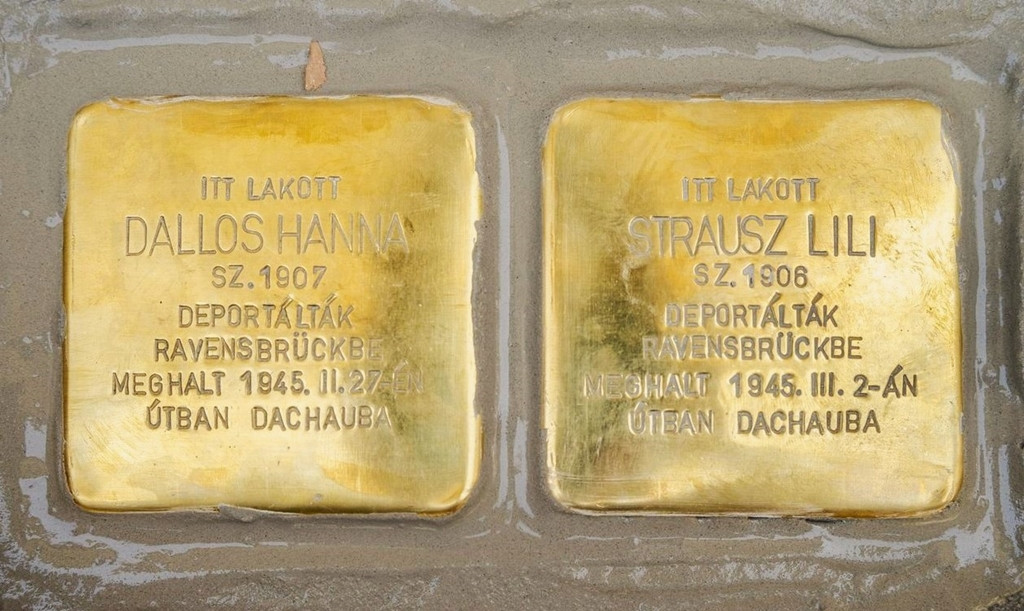 ITT LAKOTT
DALLOS HANNA
SZ. 1907
DEPORTÁLTÁK
RAVENSBRÜCKBE
MEGHALT 1945. II. 27-ÉN
ÚTBAN DACHAUBA
ITT LAKOTT
STRAUSZ LILI
SZ. 1906
DEPORTÁLTÁK
RAVENSBRÜCKBE
MEGHALT 1945. III. 2-ÁN
ÚTBAN DACHAUBA